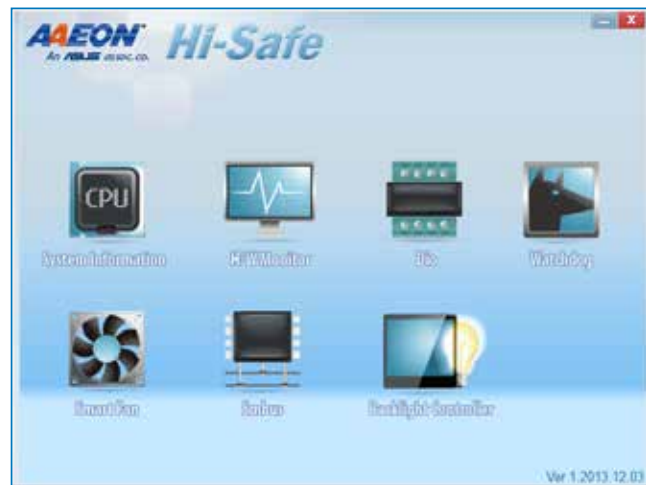 AAEON Hi-Safe
An ASUS assoc. co.
CPU
System Information
H/W Monitor
Dio
Watchdog
Smart Fan
Smbus
Backlight Controller
Ver 1.2013.12.03